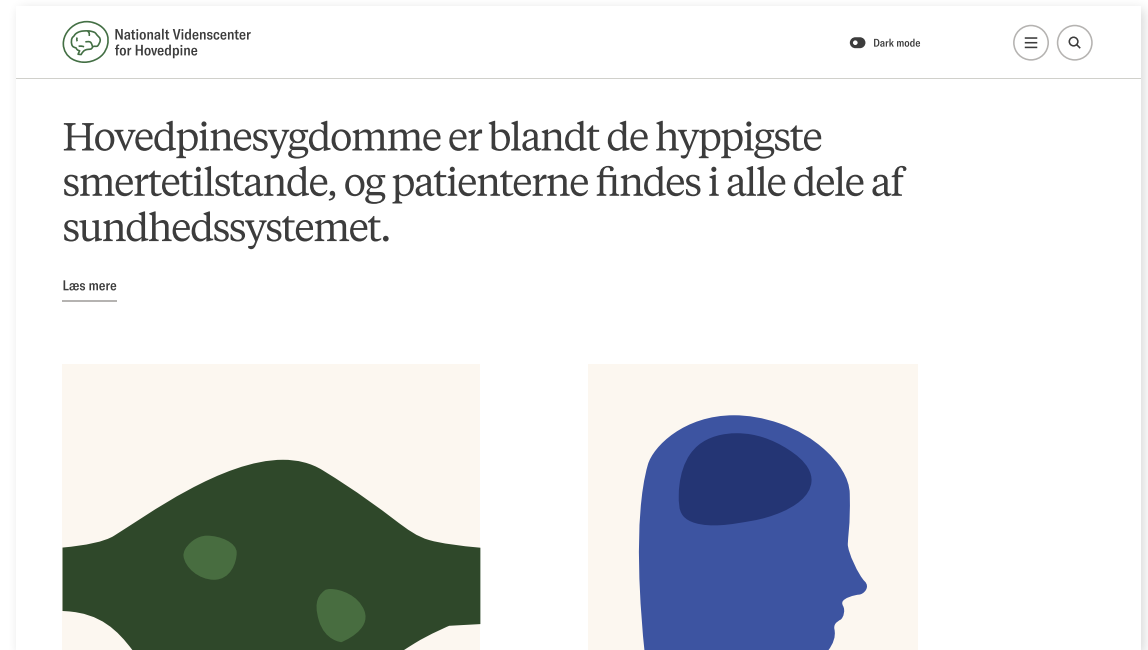 Nationalt Videnscenter
for Hovedpine
Dark mode
Hovedpinesygdomme er blandt de hyppigste
smertetilstande, og patienterne findes i alle dele af
sundhedssystemet.
Læs mere